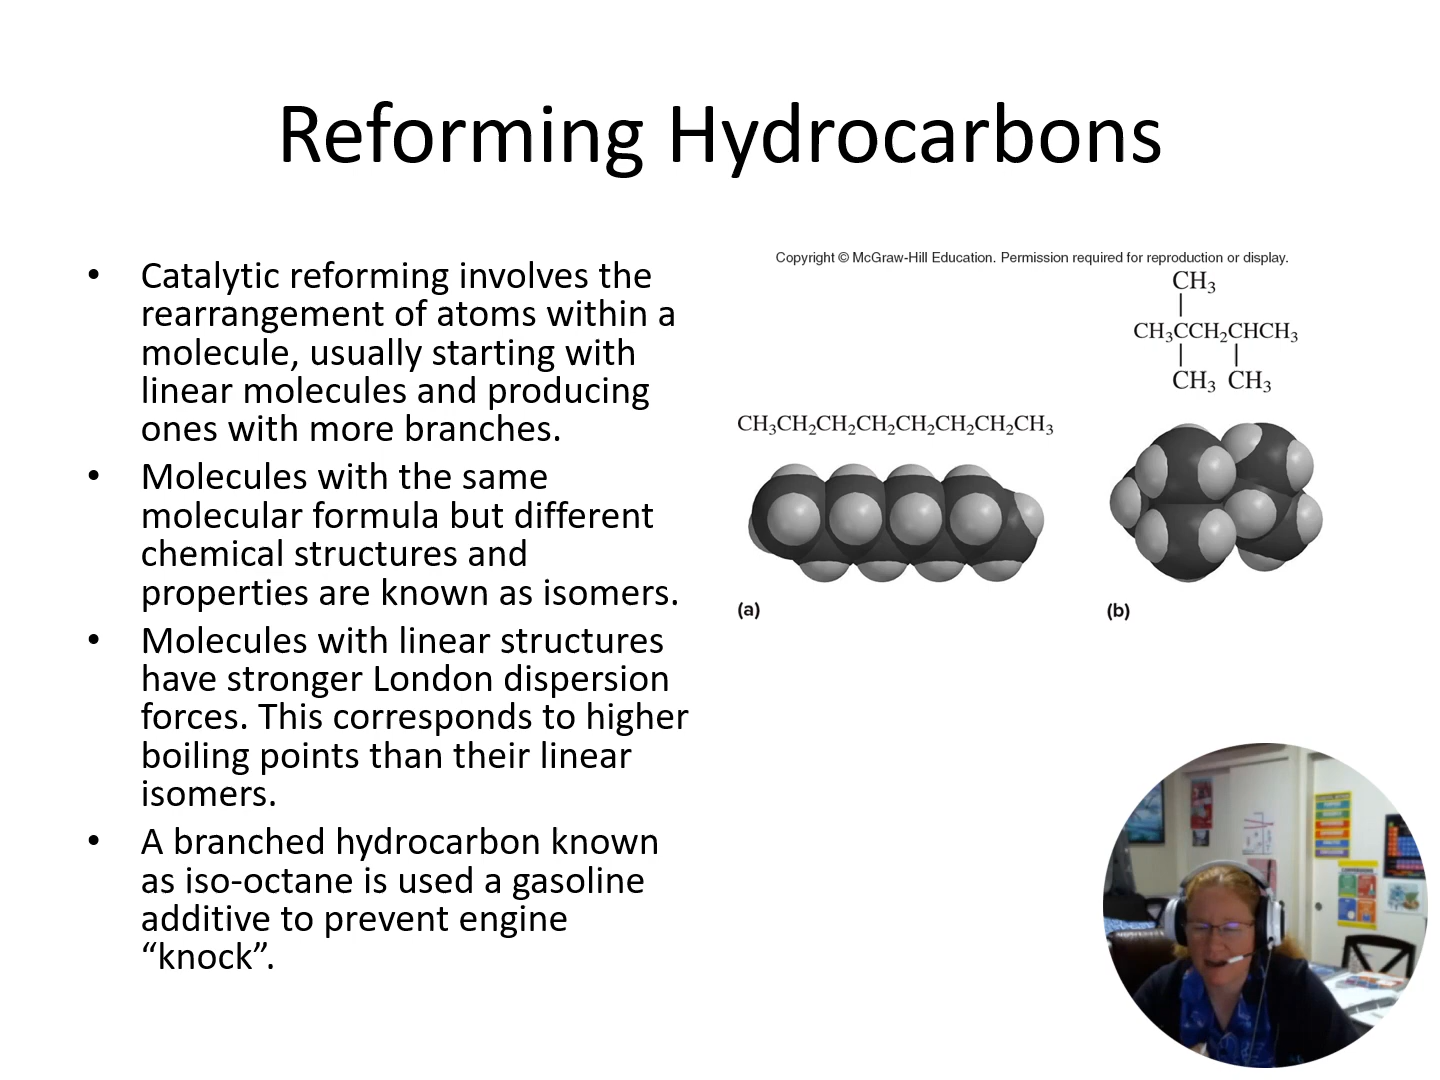 Reforming Hydrocarbons
• Catalytic reforming involves the
rearrangement of atoms within a
molecule, usually starting with
linear molecules and producing
ones with more branches.
• Molecules with the same
molecular formula but different
chemical structures and
properties are known as isomers.
• Molecules with linear structures
have stronger London dispersion
forces. This corresponds to higher
boiling points than their linear
isomers.
• A branched hydrocarbon known
as iso-octane is used a gasoline
additive to prevent engine
“knock”.
Copyright © McGraw-Hill Education. Permission required for reproduction or display.
CH₃
CH₃CCH₂CHCH₃
CH₃ CH₃
CH₃CH₂CH₂CH₂CH₂CH₂CH₂CH₃
(a)
(b)